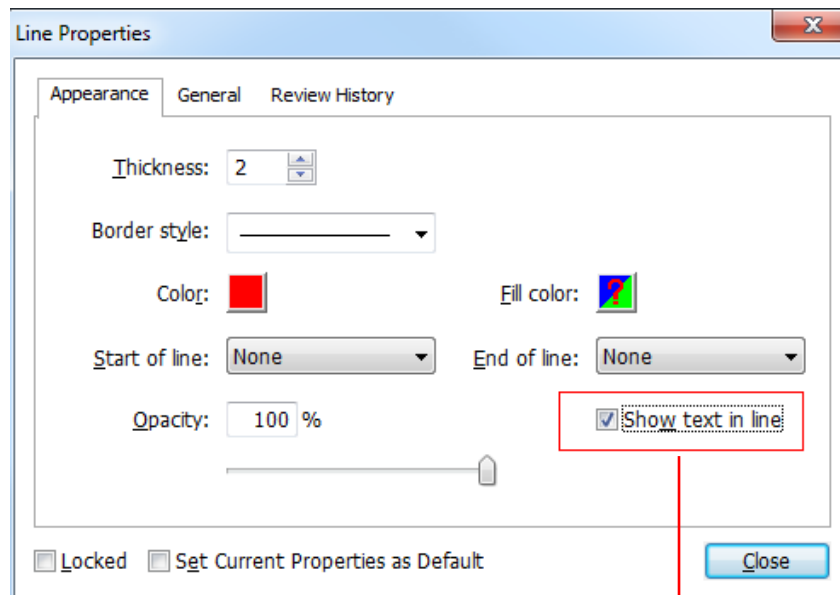 Line Properties
Appearance General Review History
Thickness: 2
Border style:
Color: Fill color: ?
Start of line: None End of line: None
Opacity: 100 % Show text in line
Locked Set Current Properties as Default Close